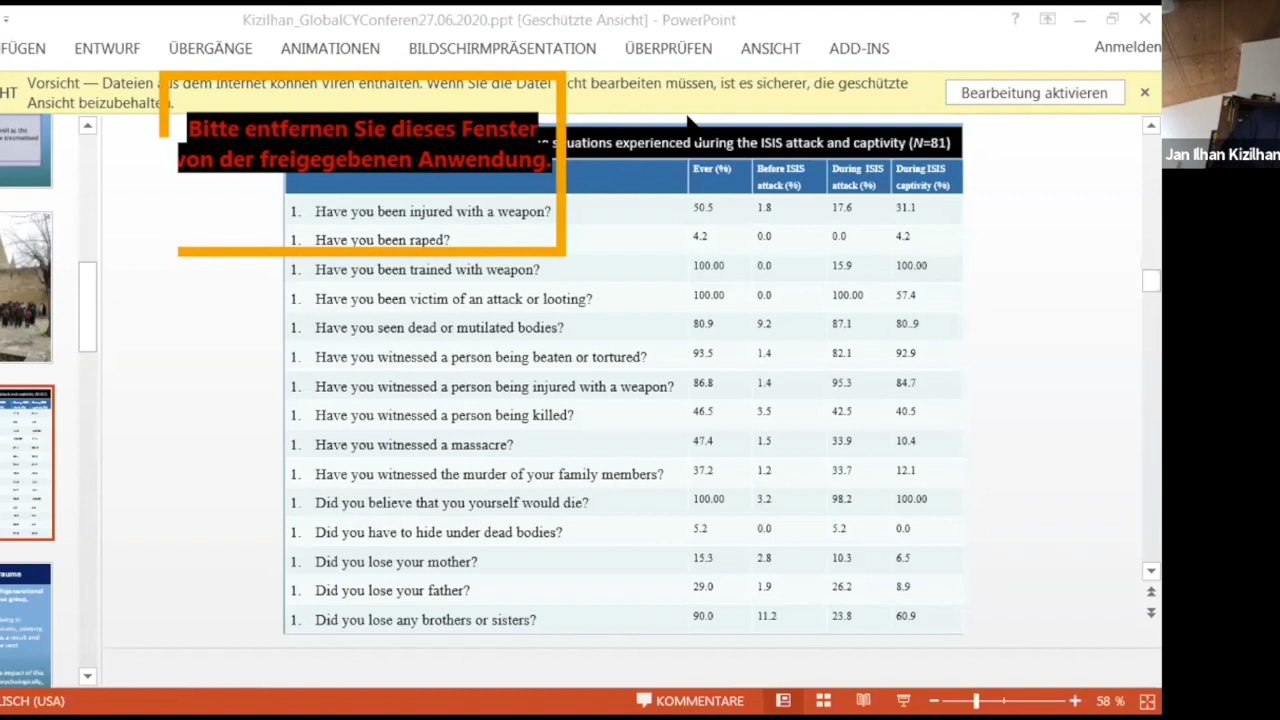 Kizilhan_GlobalCYConferen27.06.2020.ppt [Geschützte Ansicht] - PowerPoint
FÜGEN ENTWURF ÜBERGÄNGE ANIMATIONEN BILDSCHIRMPRÄSENTATION ÜBERPRÜFEN ANSICHT ADD-INS Anmelden
HT Vorsicht — Dateien aus dem Internet können Viren enthalten. Wenn Sie die Datei cht bearbeiten müssen, ist es sicherer, die geschützte
Ansicht beizubehalten. Bearbeitung aktivieren
Bitte entfernen Sie dieses Fenster
von der freigegebenen Anwendung.
situations experienced during the ISIS attack and captivity (N=81)
Jan Ilhan Kizilhan
Ever (%) Before ISIS attack (%) During ISIS attack (%) During ISIS captivity (%)
1. Have you been injured with a weapon? 50.5 1.8 17.6 31.1
1. Have you been raped? 4.2 0.0 0.0 4.2
1. Have you been trained with weapon? 100.00 0.0 15.9 100.00
1. Have you been victim of an attack or looting? 100.00 0.0 100.00 57.4
1. Have you seen dead or mutilated bodies? 80.9 9.2 87.1 80..9
1. Have you witnessed a person being beaten or tortured? 93.5 1.4 82.1 92.9
1. Have you witnessed a person being injured with a weapon? 86.8 1.4 95.3 84.7
1. Have you witnessed a person being killed? 46.5 3.5 42.5 40.5
1. Have you witnessed a massacre? 47.4 1.5 33.9 10.4
1. Have you witnessed the murder of your family members? 37.2 1.2 33.7 12.1
1. Did you believe that you yourself would die? 100.00 3.2 98.2 100.00
1. Did you have to hide under dead bodies? 5.2 0.0 5.2 0.0
1. Did you lose your mother? 15.3 2.8 10.3 6.5
1. Did you lose your father? 29.0 1.9 26.2 8.9
1. Did you lose any brothers or sisters? 90.0 11.2 23.8 60.9
LISCH (USA) KOMMENTARE 58 %